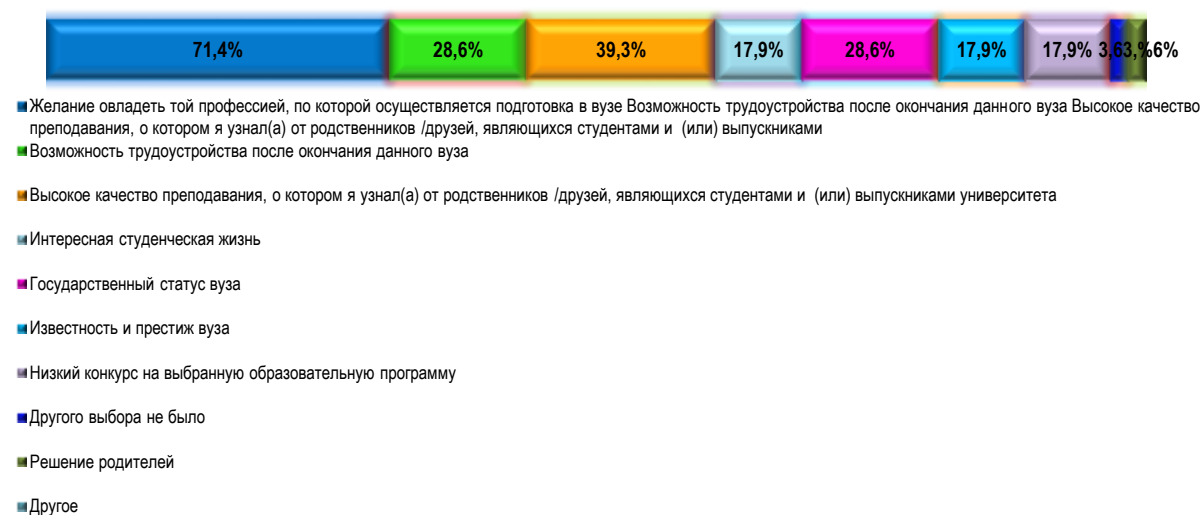 71,4% 28,6% 39,3% 17,9% 28,6% 17,9% 17,9% 3,6% 3,6%
Желание овладеть той профессией, по которой осуществляется подготовка в вузе Возможность трудоустройства после окончания данного вуза Высокое качество
преподавания, о котором я узнал(а) от родственников /друзей, являющихся студентами и (или) выпускниками
Возможность трудоустройства после окончания данного вуза
Высокое качество преподавания, о котором я узнал(а) от родственников /друзей, являющихся студентами и (или) выпускниками университета
Интересная студенческая жизнь
Государственный статус вуза
Известность и престиж вуза
Низкий конкурс на выбранную образовательную программу
Другого выбора не было
Решение родителей
Другое